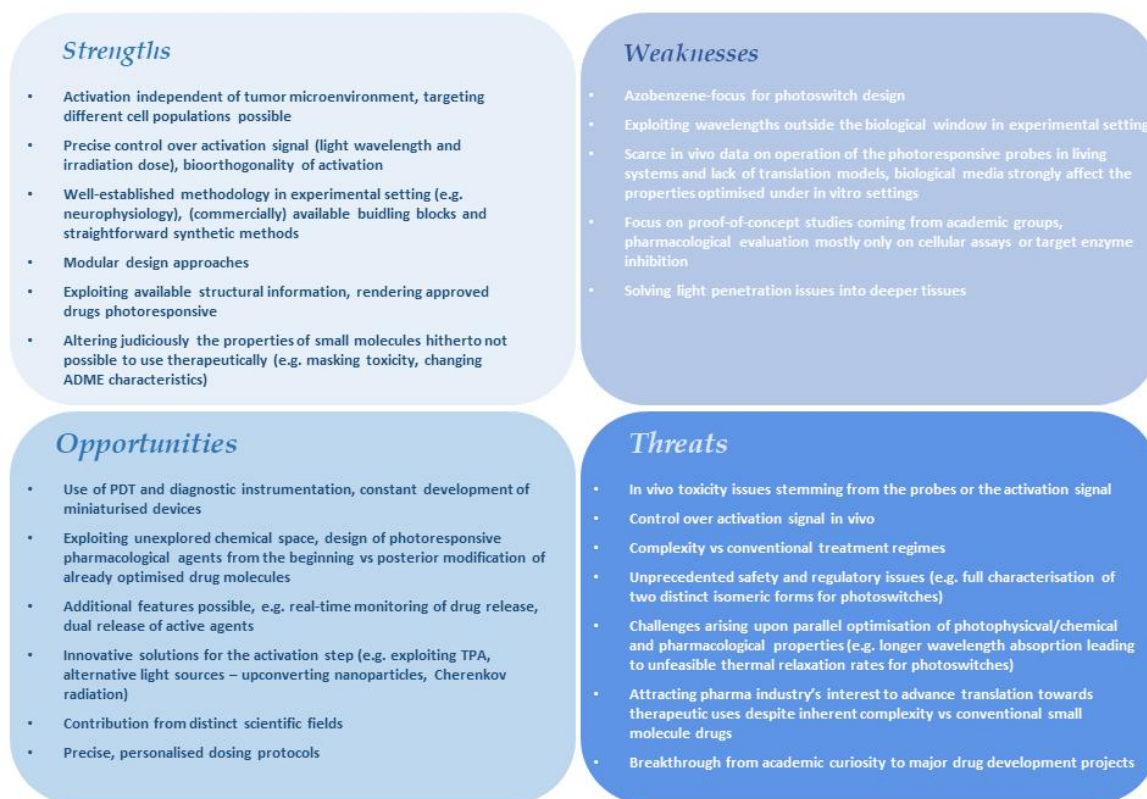 Strengths
• Activation independent of tumor microenvironment, targeting
different cell populations possible
• Precise control over activation signal (light wavelength and
irradiation dose), bioorthogonality of activation
• Well-established methodology in experimental setting (e.g.
neurophysiology), (commercially) available buidling blocks and
straightforward synthetic methods
• Modular design approaches
• Exploiting available structural information, rendering approved
drugs photoresponsive
• Altering judiciously the properties of small molecules hitherto not
possible to use therapeutically (e.g. masking toxicity, changing
ADME characteristics)
Weaknesses
• Azobenzene-focus for photoswitch design
• Exploiting wavelengths outside the biological window in experimental setting
• Scarce in vivo data on operation of the photoresponsive probes in living
systems and lack of translation models, biological media strongly affect the
properties optimised under in vitro settings
• Focus on proof-of-concept studies coming from academic groups,
pharmacological evaluation mostly only on cellular assays or target enzyme
inhibition
• Solving light penetration issues into deeper tissues
Opportunities
• Use of PDT and diagnostic instrumentation, constant development of
miniaturised devices
• Exploiting unexplored chemical space, design of photoresponsive
pharmacological agents from the beginning vs posterior modification of
already optimised drug molecules
• Additional features possible, e.g. real-time monitoring of drug release,
dual release of active agents
• Innovative solutions for the activation step (e.g. exploiting TPA,
alternative light sources – upconverting nanoparticles, Cherenkov
radiation)
• Contribution from distinct scientific fields
• Precise, personalised dosing protocols
Threats
• In vivo toxicity issues stemming from the probes or the activation signal
• Control over activation signal in vivo
• Complexity vs conventional treatment regimes
• Unprecedented safety and regulatory issues (e.g. full characterisation of
two distinct isomeric forms for photoswitches)
• Challenges arising upon parallel optimisation of photophysicval/chemical
and pharmacological properties (e.g. longer wavelength absoprtion leading
to unfeasible thermal relaxation rates for photoswitches)
• Attracting pharma industry's interest to advance translation towards
therapeutic uses despite inherent complexity vs conventional small
molecule drugs
• Breakthrough from academic curiosity to major drug development projects